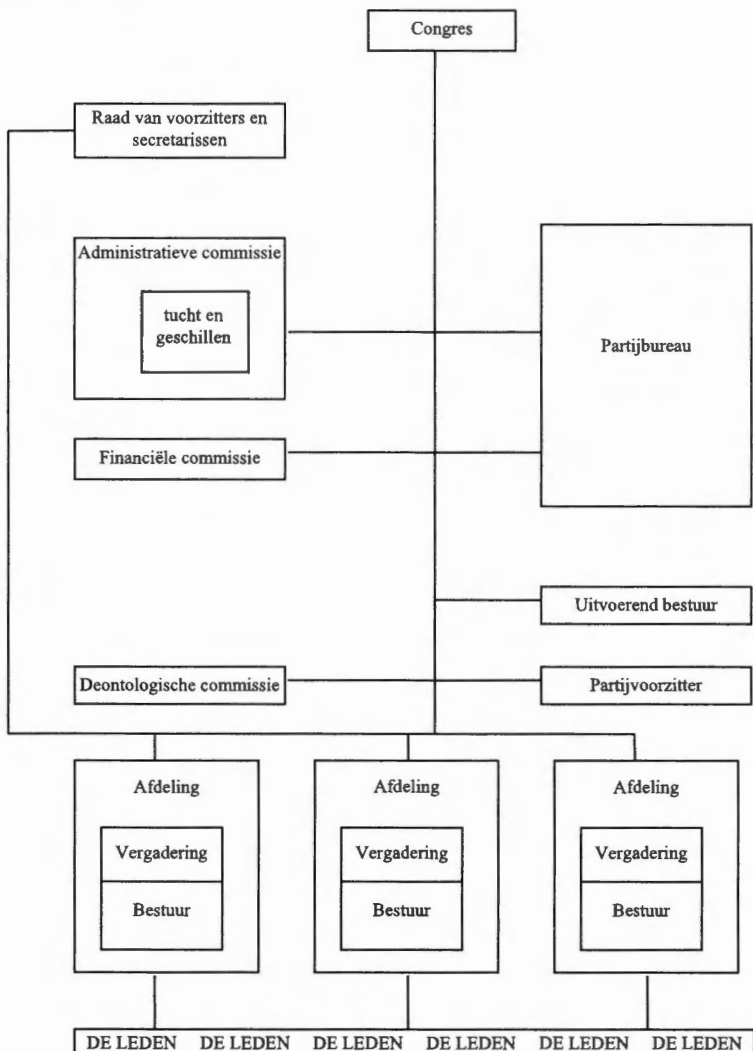 Congres
Raad van voorzitters en
secretarissen
Administratieve commissie
tucht en
geschillen
Partijbureau
Financiële commissie
Uitvoerend bestuur
Deontologische commissie
Partijvoorzitter
Afdeling
Afdeling
Afdeling
Vergadering
Vergadering
Vergadering
Bestuur
Bestuur
Bestuur
DE LEDEN DE LEDEN DE LEDEN DE LEDEN DE LEDEN DE LEDEN